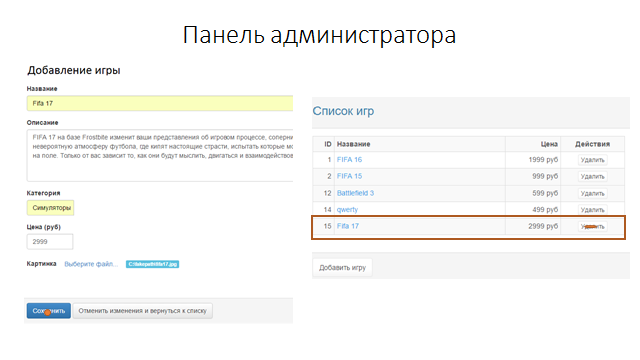 Панель администратора
Добавление игры
Название
Fifa 17
Описание
FIFA 17 на базе Frostbite изменит ваши представления об игровом процессе, соперни
невероятную атмосферу футбола, где кипят настоящие страсти, испытать которые мо
на поле. Только от вас зависит то, как они будут мыслить, двигаться и взаимодейство
Категория
Симуляторы
Цена (руб)
2999
Картинка Выберите файл... C:\fakepath\fifa17.jpg
Сохранить Отменить изменения и вернуться к списку
Список игр
ID Название Цена Действия
1 FIFA 16 1999 руб Удалить
2 FIFA 15 999 руб Удалить
12 Battlefield 3 599 руб Удалить
14 qwerty 499 руб Удалить
15 Fifa 17 2999 руб Удалить
Добавить игру